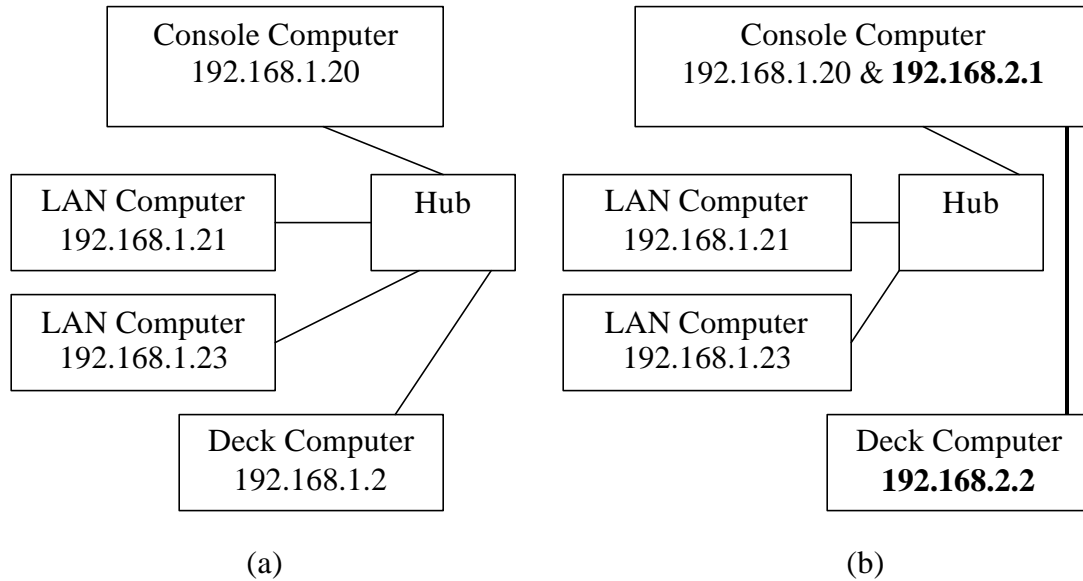 Console Computer
192.168.1.20
LAN Computer
192.168.1.21
Hub
LAN Computer
192.168.1.23
Deck Computer
192.168.1.2
(a)
Console Computer
192.168.1.20 & 192.168.2.1
LAN Computer
192.168.1.21
Hub
LAN Computer
192.168.1.23
Deck Computer
192.168.2.2
(b)